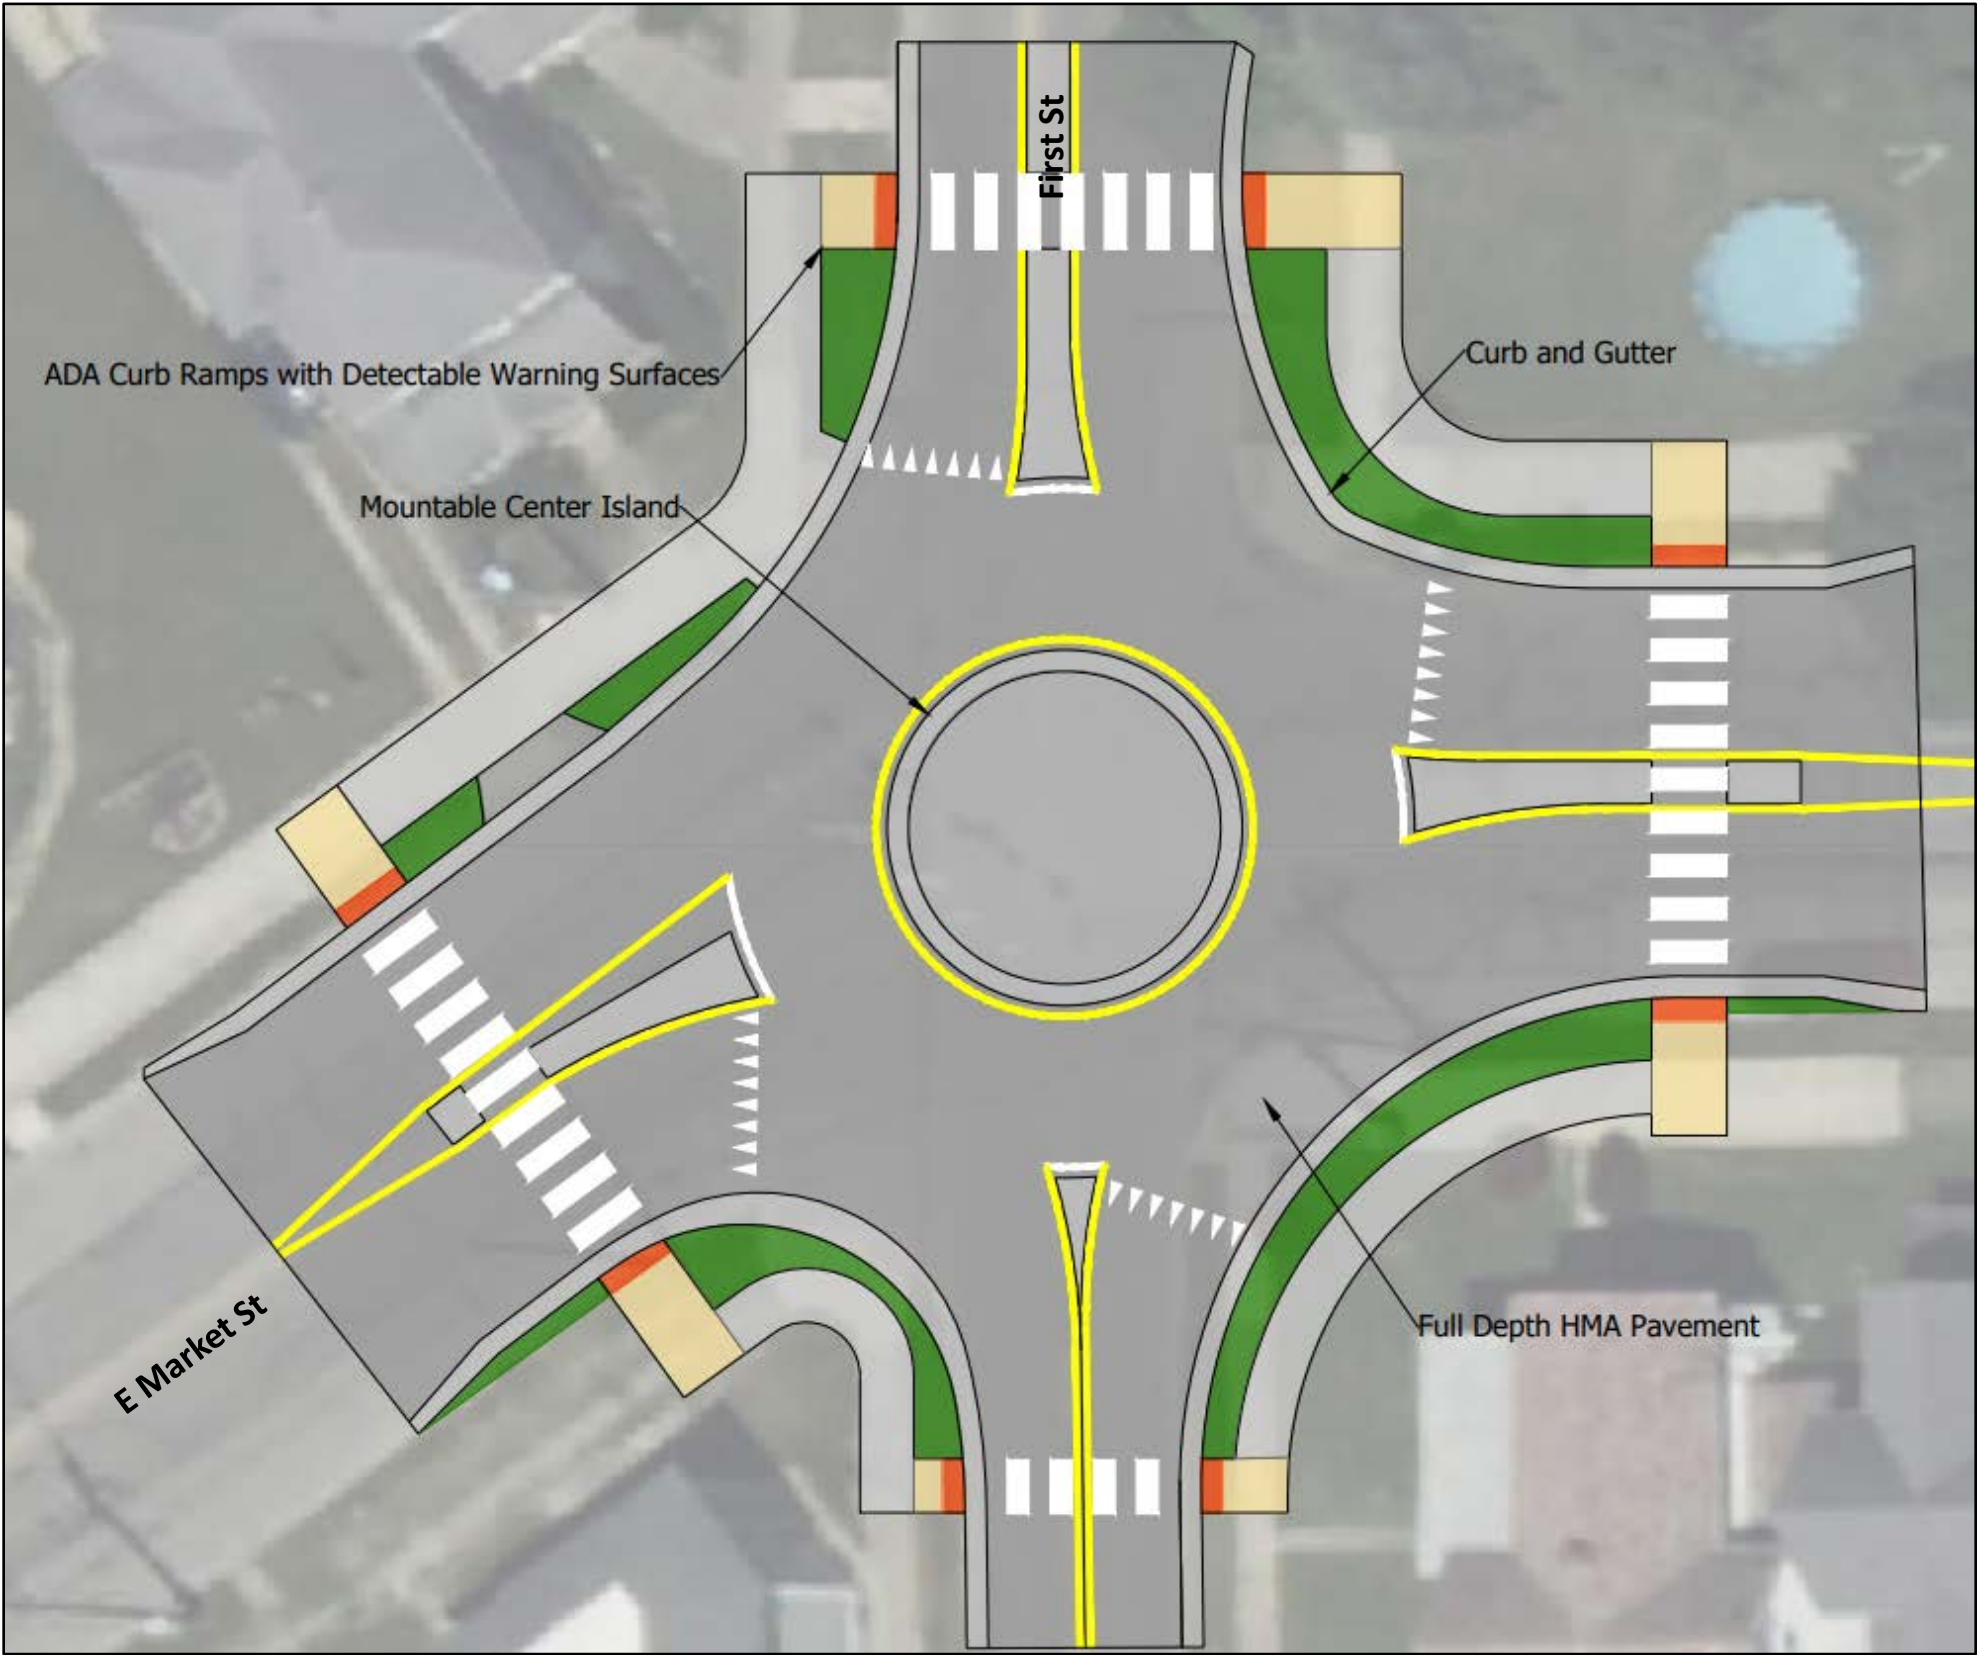 First St
ADA Curb Ramps with Detectable Warning Surfaces
Curb and Gutter
Mountable Center Island
E Market St
Full Depth HMA Pavement